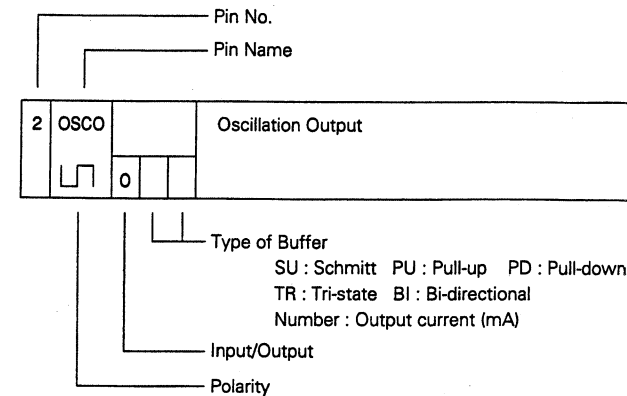 Pin No.
Pin Name
2 OSCO Oscillation Output
O
Type of Buffer
SU : Schmitt PU : Pull-up PD : Pull-down
TR : Tri-state BI : Bi-directional
Number : Output current (mA)
Input/Output
Polarity